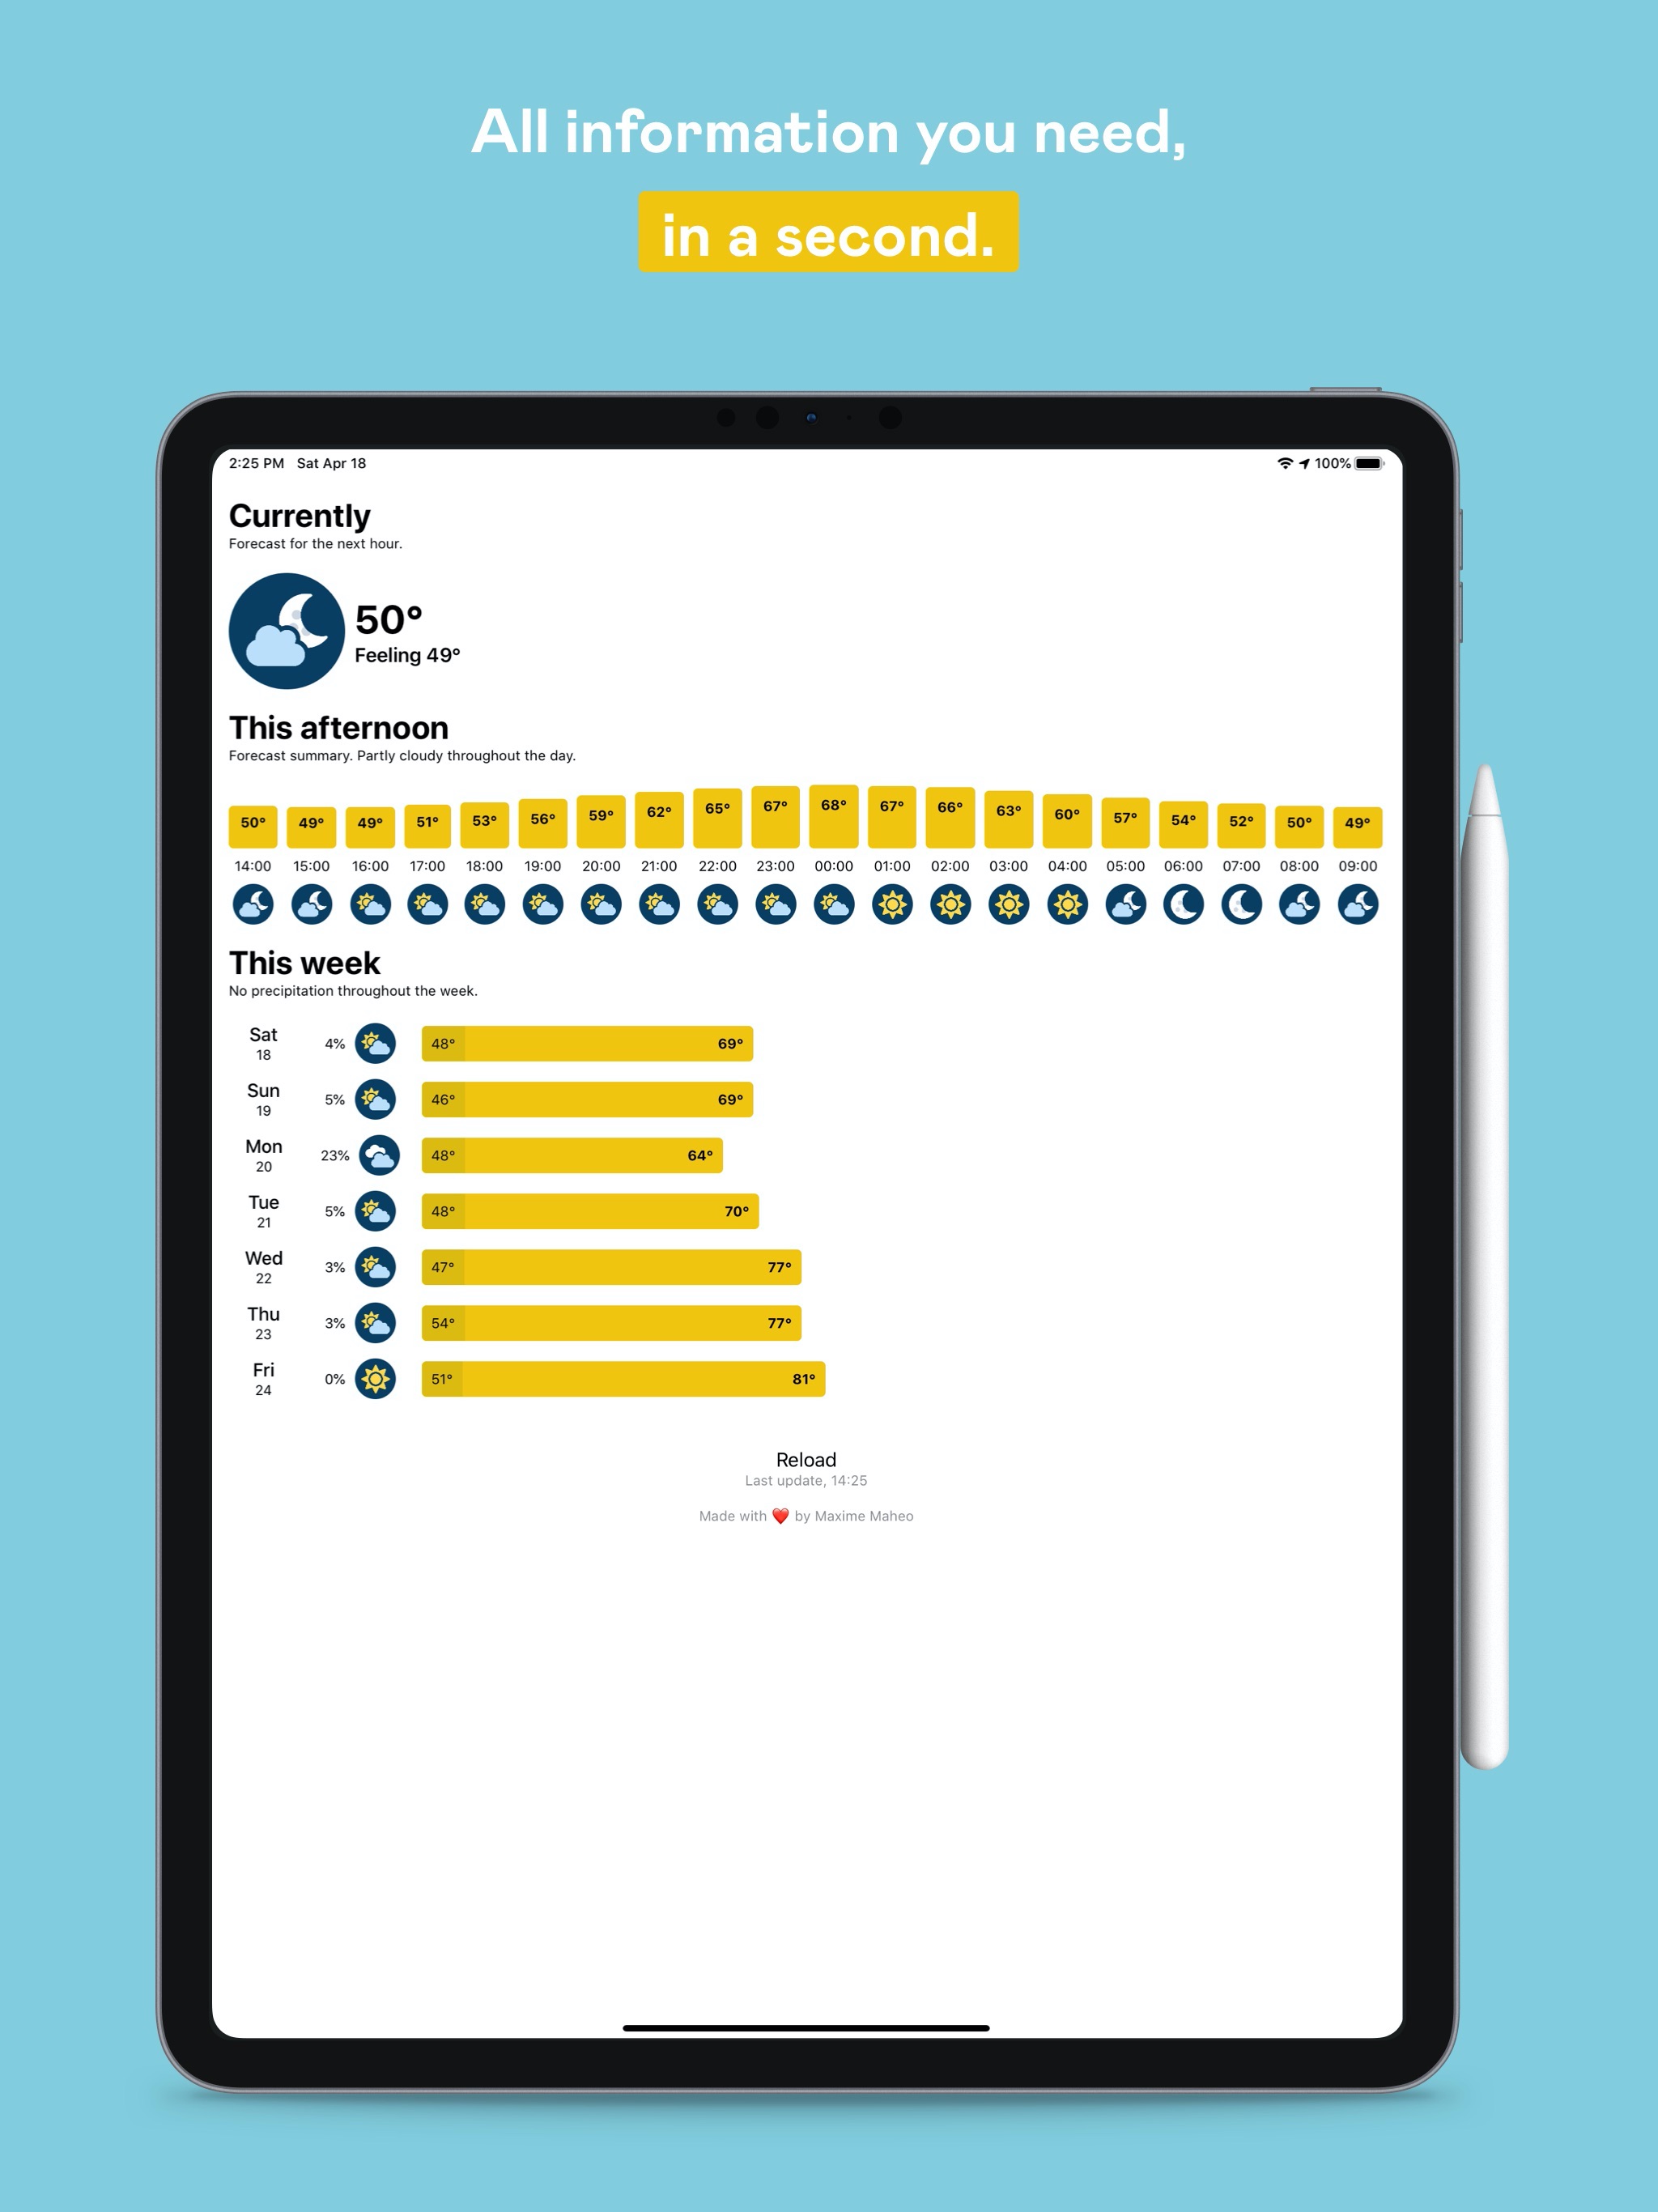 All information you need,
in a second.
2:25 PM Sat Apr 18
100%
Currently
Forecast for the next hour.
50°
Feeling 49°
This afternoon
Forecast summary. Partly cloudy throughout the day.
50° 49° 49° 51° 53° 56° 59° 62° 65° 67° 68° 67° 66° 63° 60° 57° 54° 52° 50° 49°
14:00 15:00 16:00 17:00 18:00 19:00 20:00 21:00 22:00 23:00 00:00 01:00 02:00 03:00 04:00 05:00 06:00 07:00 08:00 09:00
This week
No precipitation throughout the week.
Sat
18
4% 48° 69°
Sun
19
5% 46° 69°
Mon
20
23% 48° 64°
Tue
21
5% 48° 70°
Wed
22
3% 47° 77°
Thu
23
3% 54° 77°
Fri
24
0% 51° 81°
Reload
Last update, 14:25
Made with ❤️ by Maxime Maheo